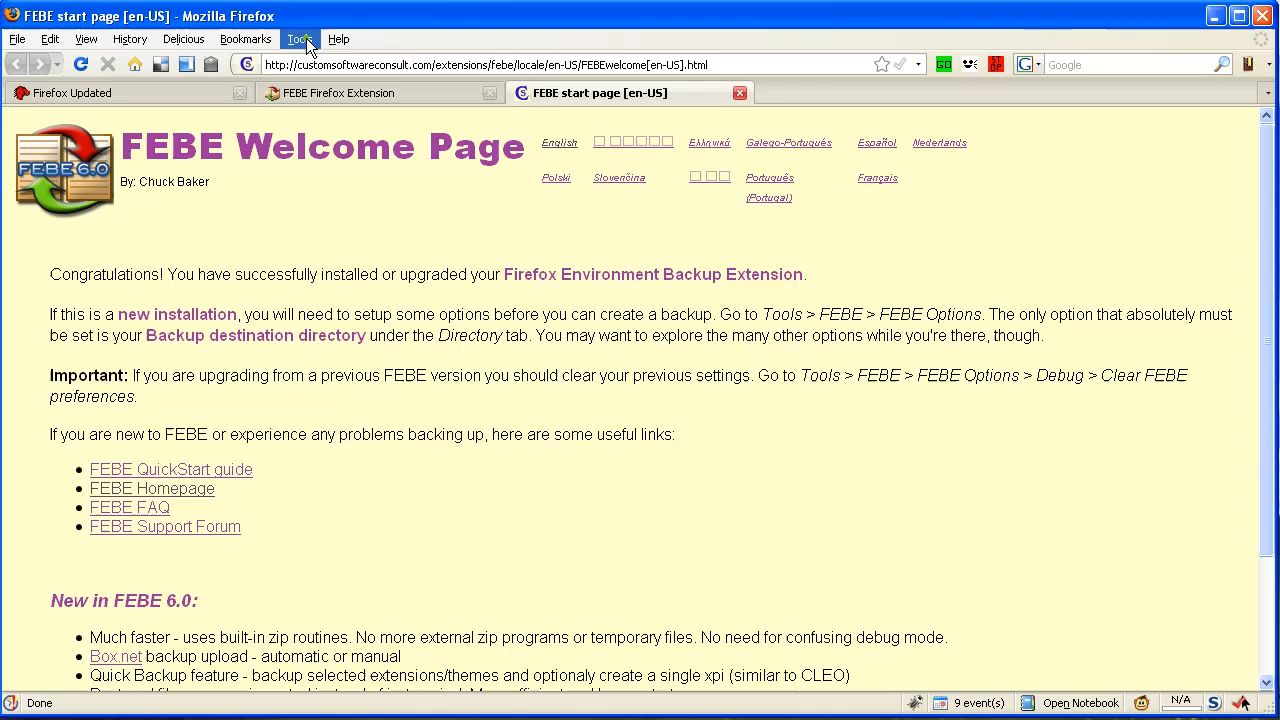 FEBE start page [en-US] - Mozilla Firefox
File Edit View History Delicious Bookmarks Tools Help
http://customsoftwareconsult.com/extensions/febe/locale/en-US/FEBEwelcome[en-US].html GO STOP Google
Firefox Updated FEBE Firefox Extension FEBE start page [en-US]
FEBE 6.0
FEBE Welcome Page
By: Chuck Baker
English Ελληνικά Galego-Português Español Nederlands
Polski Slovenčina Português (Portugal) Français
Congratulations! You have successfully installed or upgraded your Firefox Environment Backup Extension.
If this is a new installation, you will need to setup some options before you can create a backup. Go to Tools > FEBE > FEBE Options. The only option that absolutely must
be set is your Backup destination directory under the Directory tab. You may want to explore the many other options while you're there, though.
Important: If you are upgrading from a previous FEBE version you should clear your previous settings. Go to Tools > FEBE > FEBE Options > Debug > Clear FEBE
preferences.
If you are new to FEBE or experience any problems backing up, here are some useful links:
FEBE QuickStart guide
FEBE Homepage
FEBE FAQ
FEBE Support Forum
New in FEBE 6.0:
Much faster - uses built-in zip routines. No more external zip programs or temporary files. No need for confusing debug mode.
Box.net backup upload - automatic or manual
Quick Backup feature - backup selected extensions/themes and optionaly create a single xpi (similar to CLEO)
Done 9 event(s) Open Notebook N/A